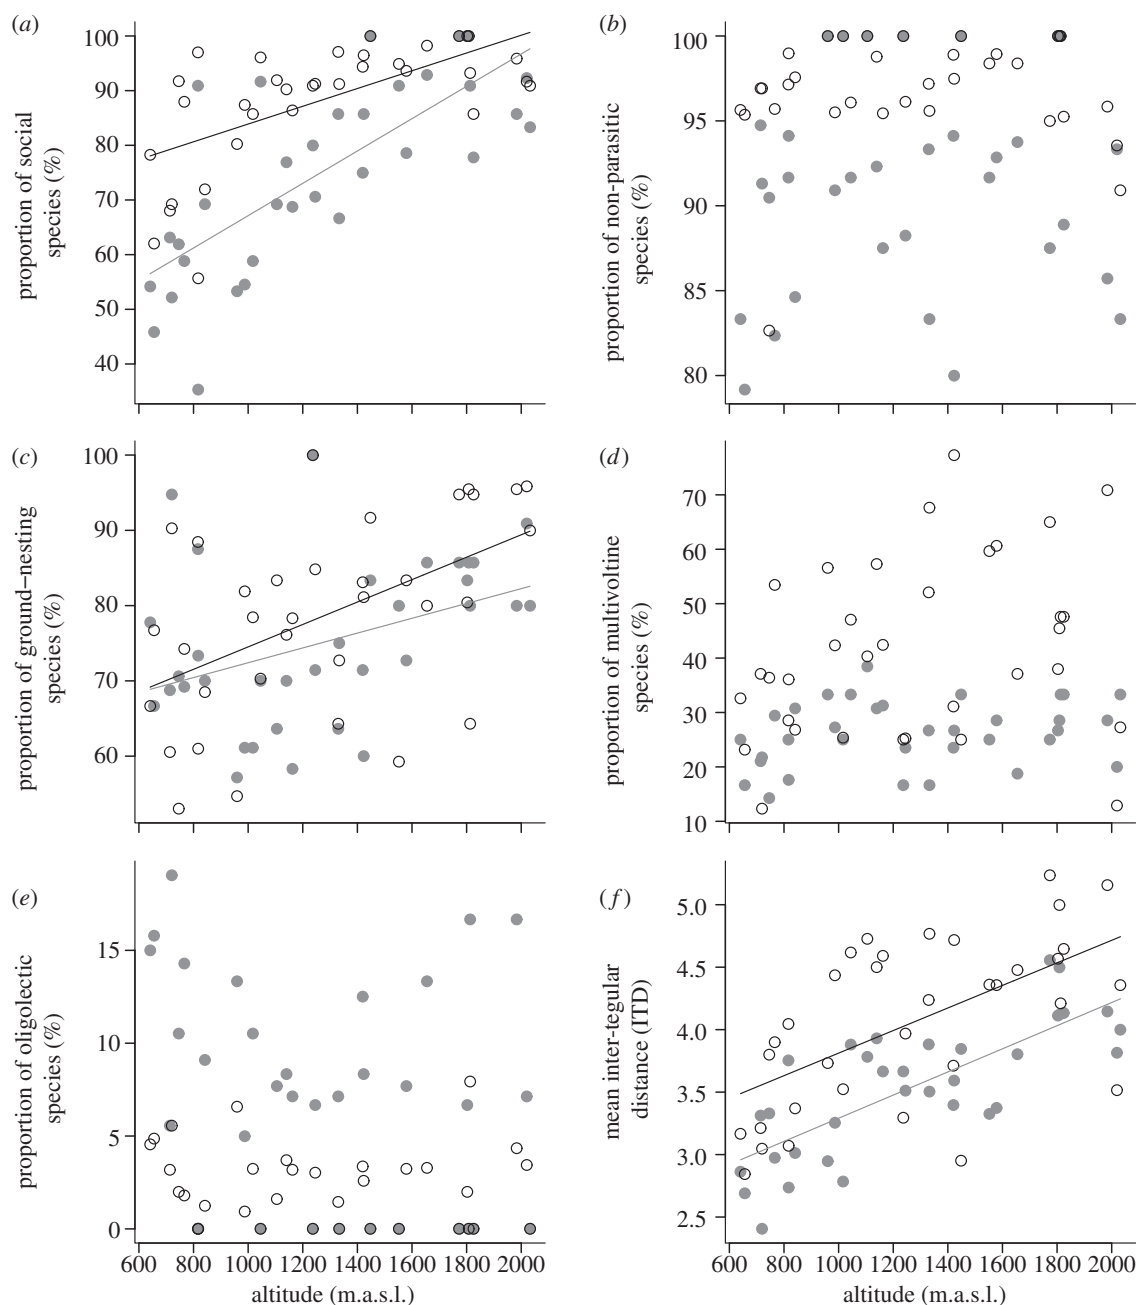 (a)
(b)
100
90
80
70
60
50
40
proportion of social
species (%)
100
95
90
85
80
proportion of non-parasitic
species (%)
(c)
(d)
100
90
80
70
60
proportion of ground–nesting
species (%)
70
60
50
40
30
20
10
proportion of multivoltine
species (%)
(e)
(f)
15
10
5
0
proportion of oligolectic
species (%)
5.0
4.5
4.0
3.5
3.0
2.5
mean inter-tegular
distance (ITD)
600 800 1000 1200 1400 1600 1800 2000
altitude (m.a.s.l.)
600 800 1000 1200 1400 1600 1800 2000
altitude (m.a.s.l.)